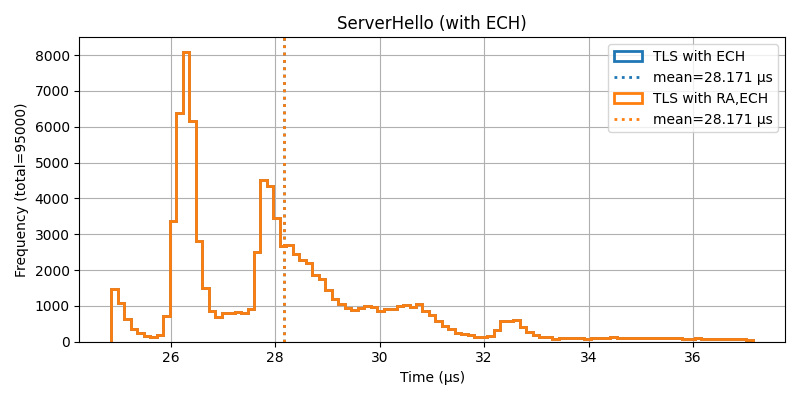 ServerHello (with ECH)
Frequency (total=95000)
8000
7000
6000
5000
4000
3000
2000
1000
0
TLS with ECH
mean=28.171 µs
TLS with RA,ECH
mean=28.171 µs
26 28 30 32 34 36
Time (µs)